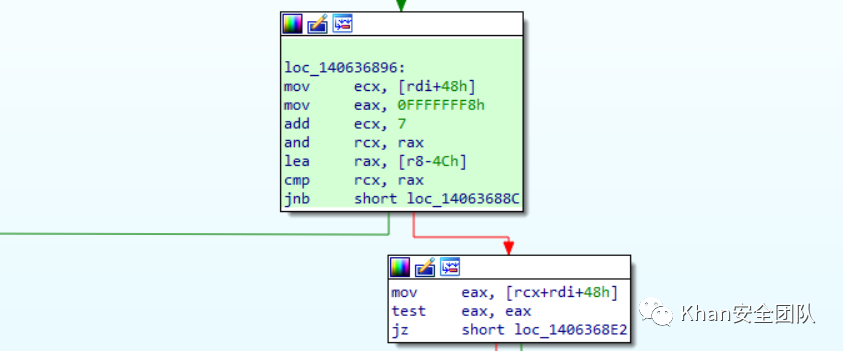 loc_140636896:
mov ecx, [rdi+48h]
mov eax, 0FFFFFFF8h
add ecx, 7
and rcx, rax
lea rax, [r8-4Ch]
cmp rcx, rax
jnb short loc_14063688C
mov eax, [rcx+rdi+48h]
test eax, eax
jz short loc_1406368E2
Khan安全团队